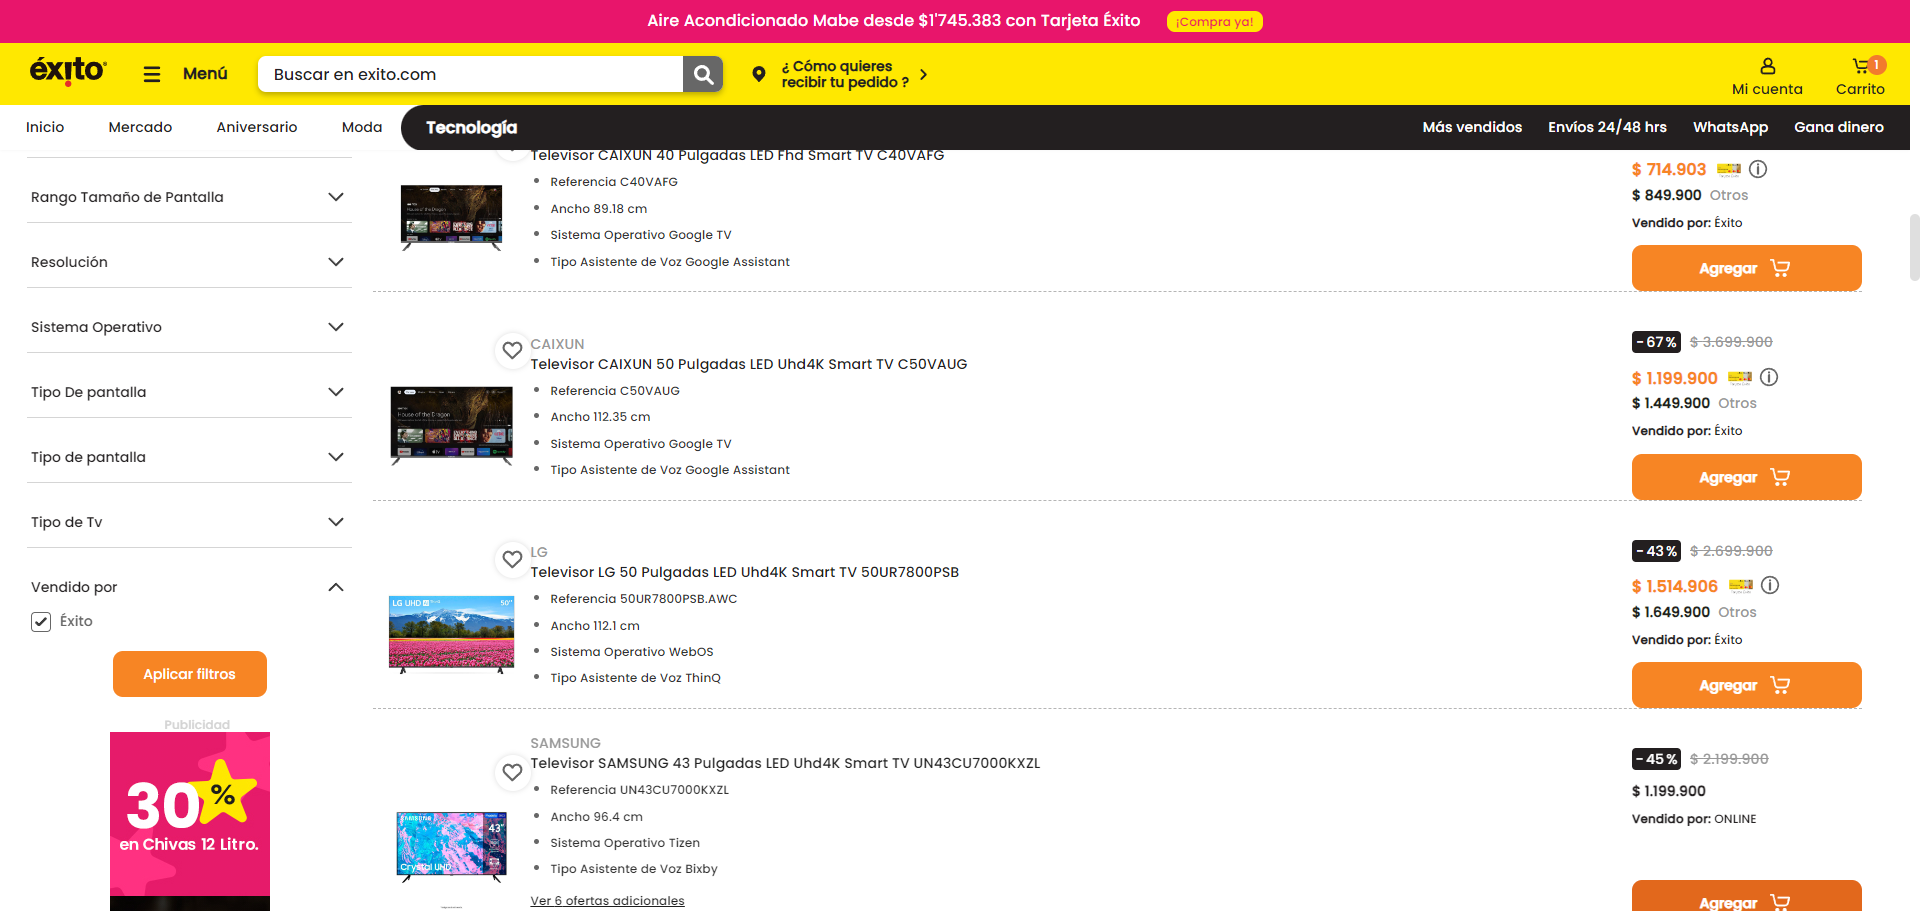 Aire Acondicionado Mabe desde $1'745.383 con Tarjeta Éxito ¡Compra ya!
éxito
Menú
Buscar en exito.com
¿ Cómo quieres
recibir tu pedido ?
Mi cuenta
1
Carrito
Inicio Mercado Aniversario Moda Tecnología Más vendidos Envíos 24/48 hrs WhatsApp Gana dinero
Rango Tamaño de Pantalla
Resolución
Sistema Operativo
Tipo De pantalla
Tipo de pantalla
Tipo de Tv
Vendido por
Éxito
Aplicar filtros
Publicidad
30 %
en Chivas 12 Litro.
Televisor CAIXUN 40 Pulgadas LED Fhd Smart TV C40VAFG
Referencia C40VAFG
Ancho 89.18 cm
Sistema Operativo Google TV
Tipo Asistente de Voz Google Assistant
$ 714.903
$ 849.900 Otros
Vendido por: Éxito
Agregar
CAIXUN
Televisor CAIXUN 50 Pulgadas LED Uhd4K Smart TV C50VAUG
Referencia C50VAUG
Ancho 112.35 cm
Sistema Operativo Google TV
Tipo Asistente de Voz Google Assistant
-67% $ 3.699.900
$ 1.199.900
$ 1.449.900 Otros
Vendido por: Éxito
Agregar
LG
Televisor LG 50 Pulgadas LED Uhd4K Smart TV 50UR7800PSB
LG UHD
50"
Referencia 50UR7800PSB.AWC
Ancho 112.1 cm
Sistema Operativo WebOS
Tipo Asistente de Voz ThinQ
-43% $ 2.699.900
$ 1.514.906
$ 1.649.900 Otros
Vendido por: Éxito
Agregar
SAMSUNG
Televisor SAMSUNG 43 Pulgadas LED Uhd4K Smart TV UN43CU7000KXZL
SAMSUNG
43"
Crystal UHD
Referencia UN43CU7000KXZL
Ancho 96.4 cm
Sistema Operativo Tizen
Tipo Asistente de Voz Bixby
Ver 6 ofertas adicionales
-45% $ 2.199.900
$ 1.199.900
Vendido por: ONLINE
Agregar